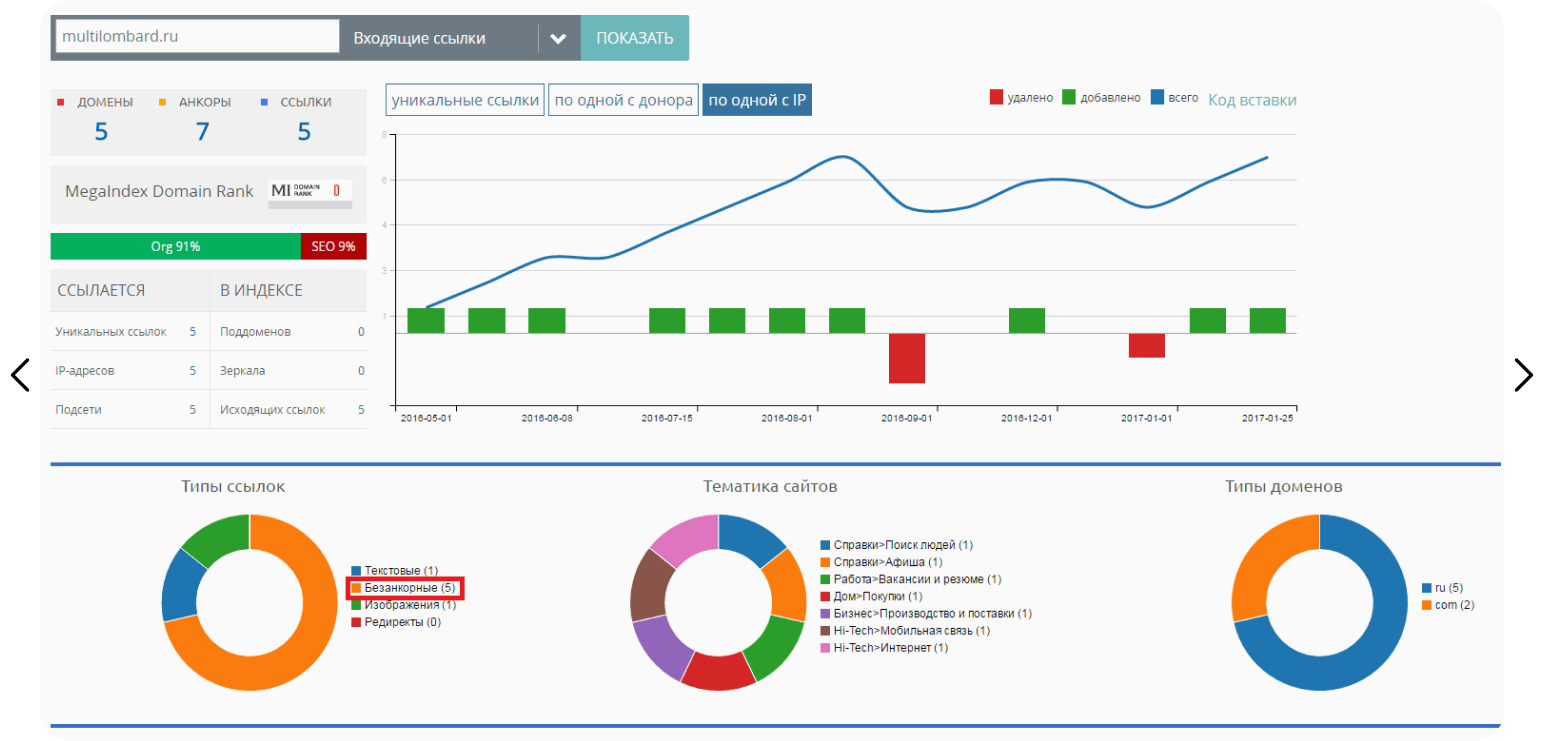 multilombard.ru Входящие ссылки ПОКАЗАТЬ
ДОМЕНЫ АНКОРЫ ССЫЛКИ
5 7 5
MegaIndex Domain Rank MI DOMAIN RANK 0
Org 91% SEO 9%
ССЫЛАЕТСЯ В ИНДЕКСЕ
Уникальных ссылок 5 Поддоменов 0
IP-адресов 5 Зеркала 0
Подсети 5 Исходящих ссылок 5
уникальные ссылки по одной с донора по одной с IP
удалено добавлено всего Код вставки
8
6
4
3
1
2016-05-01 2016-06-09 2016-07-15 2016-08-01 2016-09-01 2016-12-01 2017-01-01 2017-01-25
Типы ссылок
Текстовые (1)
Безанкорные (5)
Изображения (1)
Редиректы (0)
Тематика сайтов
Справки>Поиск людей (1)
Справки>Афиша (1)
Работа>Вакансии и резюме (1)
Дом>Покупки (1)
Бизнес>Производство и поставки (1)
Hi-Tech>Мобильная связь (1)
Hi-Tech>Интернет (1)
Типы доменов
ru (5)
com (2)